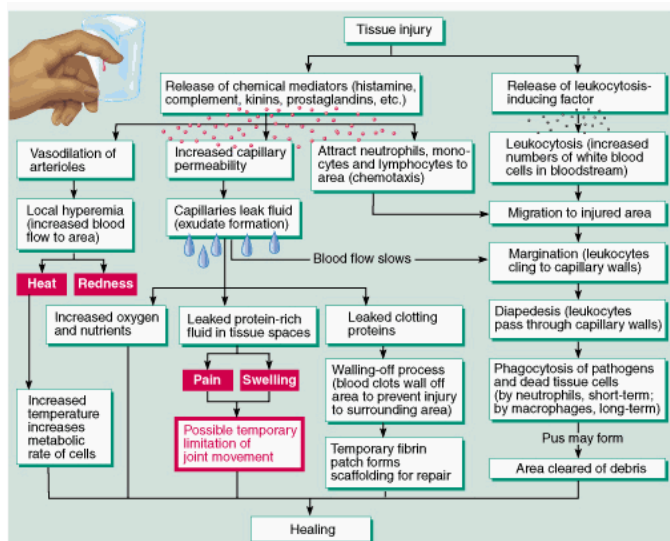 Tissue injury
Release of chemical mediators (histamine,
complement, kinins, prostaglandins, etc.)
Release of leukocytosis-
inducing factor
Vasodilation of
arterioles
Increased capillary
permeability
Attract neutrophils, mono-
cytes and lymphocytes to
area (chemotaxis)
Leukocytosis (increased
numbers of white blood
cells in bloodstream)
Local hyperemia
(increased blood
flow to area)
Capillaries leak fluid
(exudate formation)
Migration to injured area
Heat
Redness
Blood flow slows
Margination (leukocytes
cling to capillary walls)
Increased oxygen
and nutrients
Leaked protein-rich
fluid in tissue spaces
Leaked clotting
proteins
Diapedesis (leukocytes
pass through capillary walls)
Pain
Swelling
Walling-off process
(blood clots wall off
area to prevent injury
to surrounding area)
Phagocytosis of pathogens
and dead tissue cells
(by neutrophils, short-term;
by macrophages, long-term)
Increased
temperature
increases
metabolic
rate of cells
Possible temporary
limitation of
joint movement
Temporary fibrin
patch forms
scaffolding for repair
Pus may form
Area cleared of debris
Healing